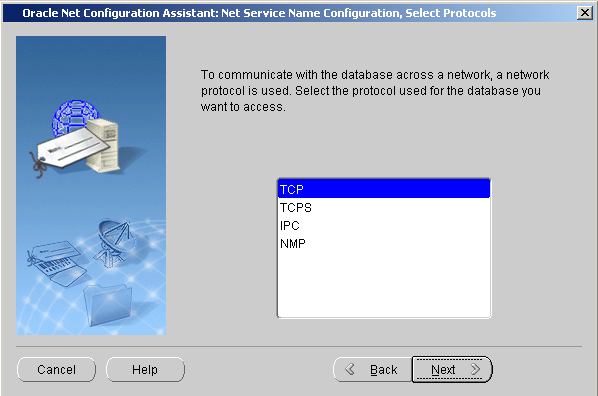 Oracle Net Configuration Assistant: Net Service Name Configuration, Select Protocols
To communicate with the database across a network, a network
protocol is used. Select the protocol used for the database you
want to access.
TCP
TCPS
IPC
NMP
Cancel Help Back Next